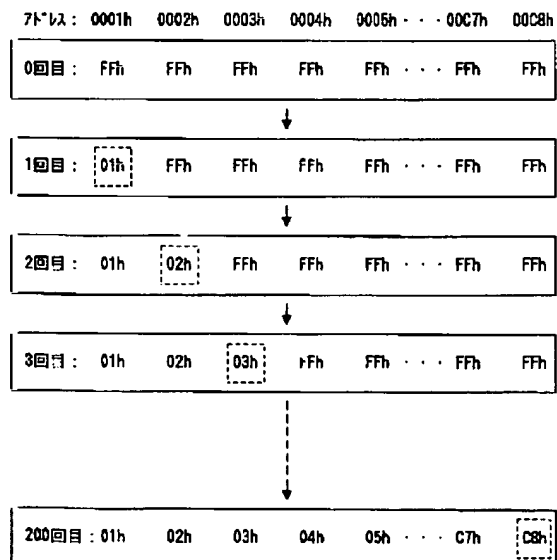 アドレス： 0001h 0002h 0003h 0004h 0005h・・・00C7h 00C8h
0回目： FFh FFh FFh FFh FFh・・・FFh FFh
1回目： 01h FFh FFh FFh FFh・・・FFh FFh
2回目： 01h 02h FFh FFh FFh・・・FFh FFh
3回目： 01h 02h 03h FFh FFh・・・FFh FFh
200回目：01h 02h 03h 04h 05h・・・C7h C8h